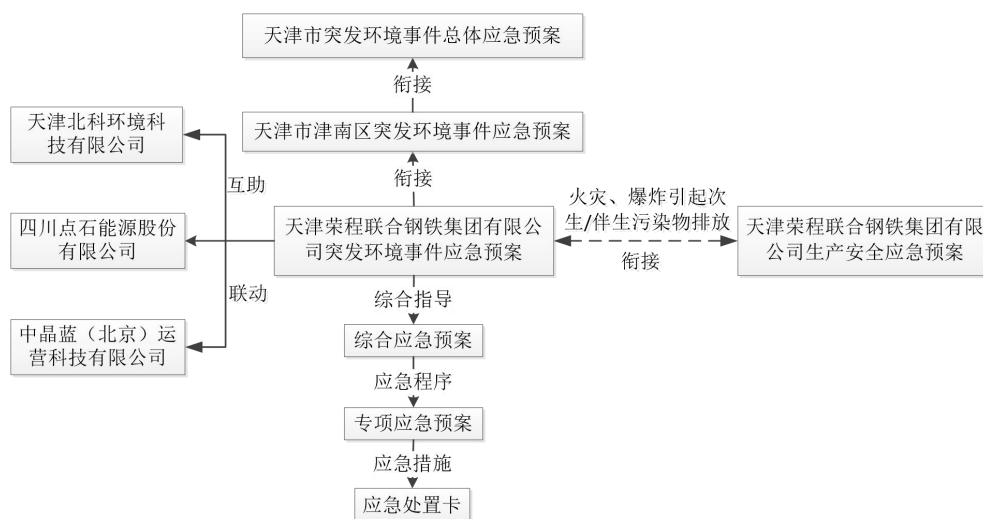 天津市突发环境事件总体应急预案
衔接
天津市津南区突发环境事件应急预案
衔接
天津北科环境科
技有限公司
互助
四川点石能源股份
有限公司
联动
中晶蓝（北京）运
营科技有限公司
天津荣程联合钢铁集团有限公
司突发环境事件应急预案
火灾、爆炸引起次
生/伴生污染物排放
衔接
天津荣程联合钢铁集团有限
公司生产安全应急预案
综合指导
综合应急预案
应急程序
专项应急预案
应急措施
应急处置卡